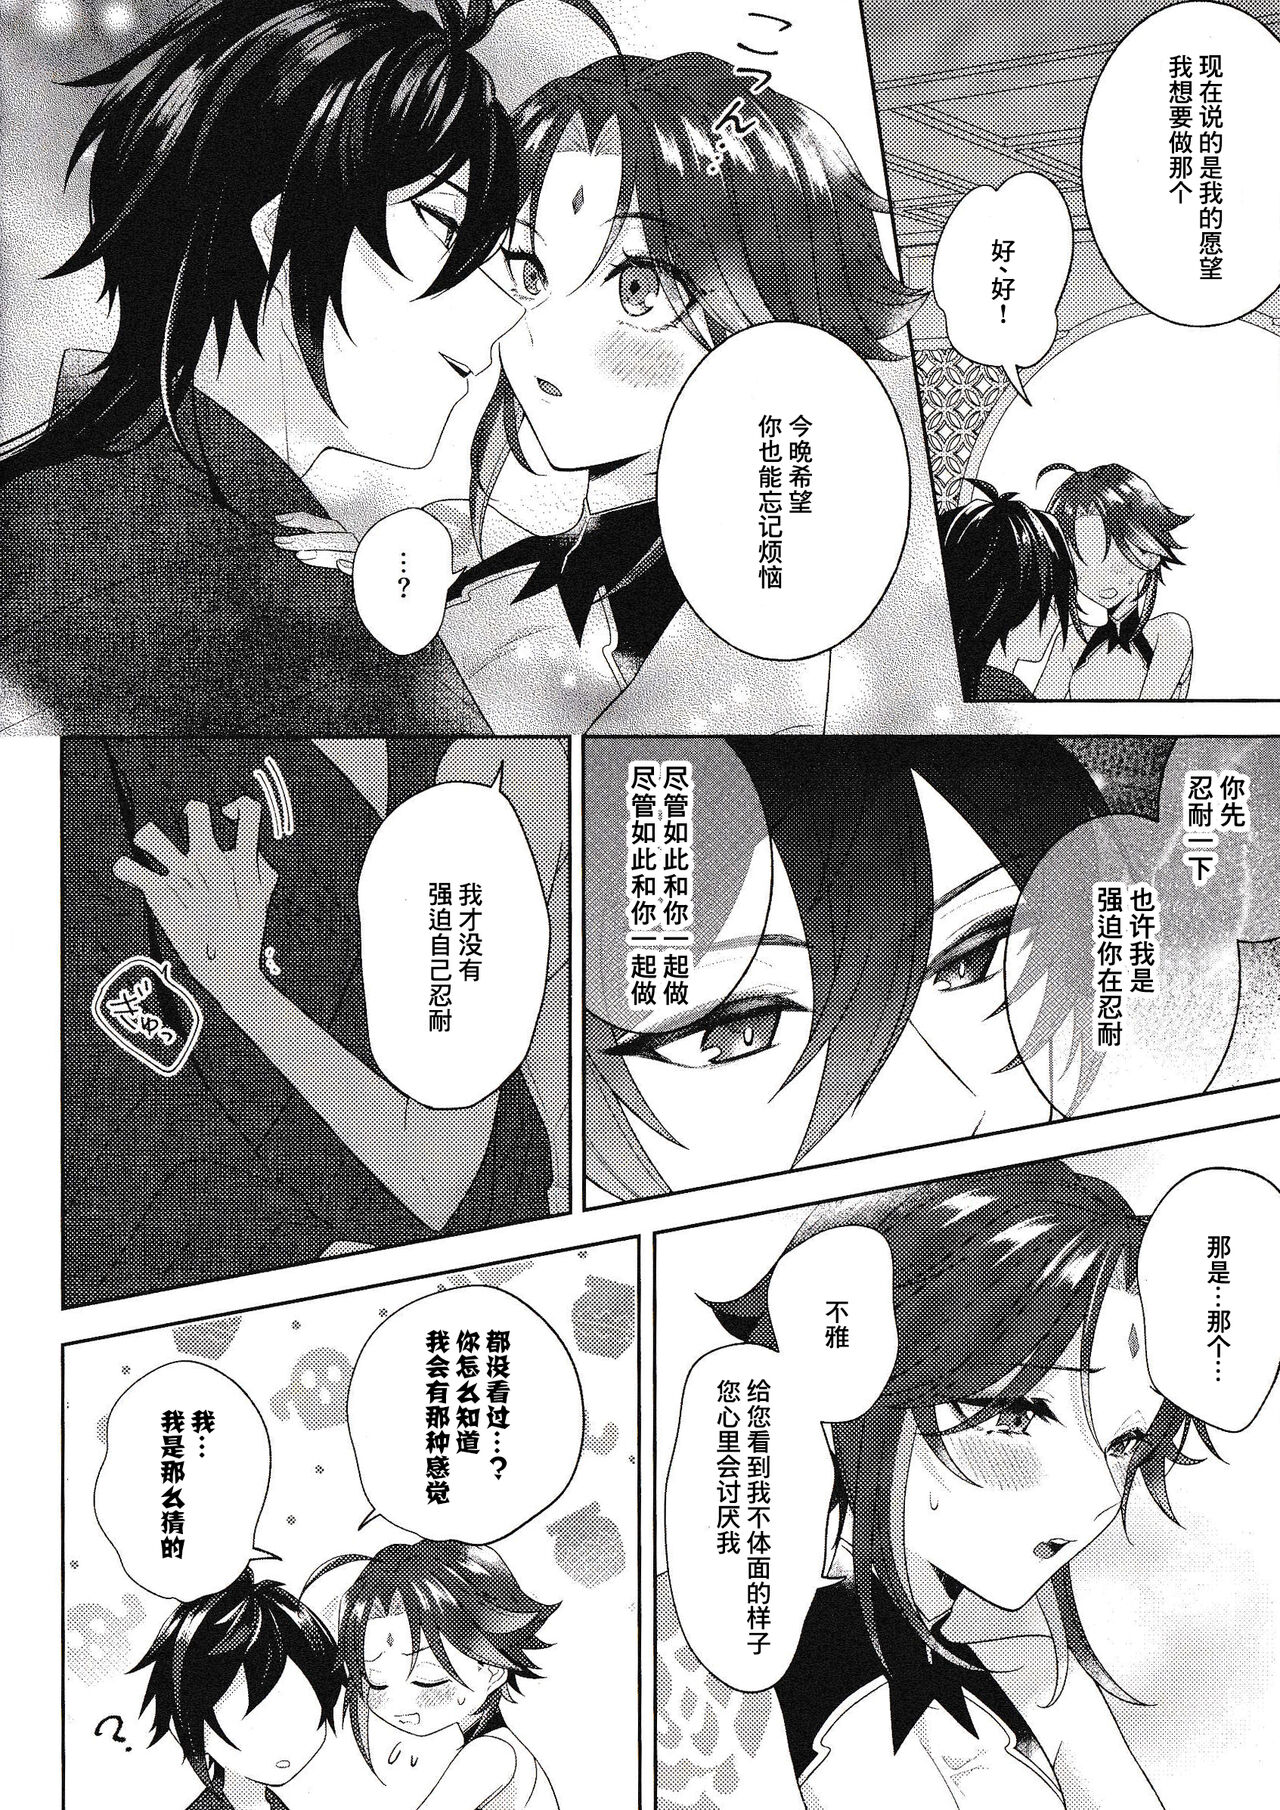 现在说的是我的愿望
我想要做那个
好、好！
こつん
今晚希望
你也能忘记烦恼
…？
你先
忍耐一下
也许我是
强迫你在忍耐
尽管如此和你一起做
尽管如此和你一起做
我才没有
强迫自己忍耐
ぎゅっ
那是…那个…
不雅
给您看到我不体面的样子
您心里会讨厌我
都没看过…？
你怎么知道
我会有那种感觉
我…
我是那么猜的
？